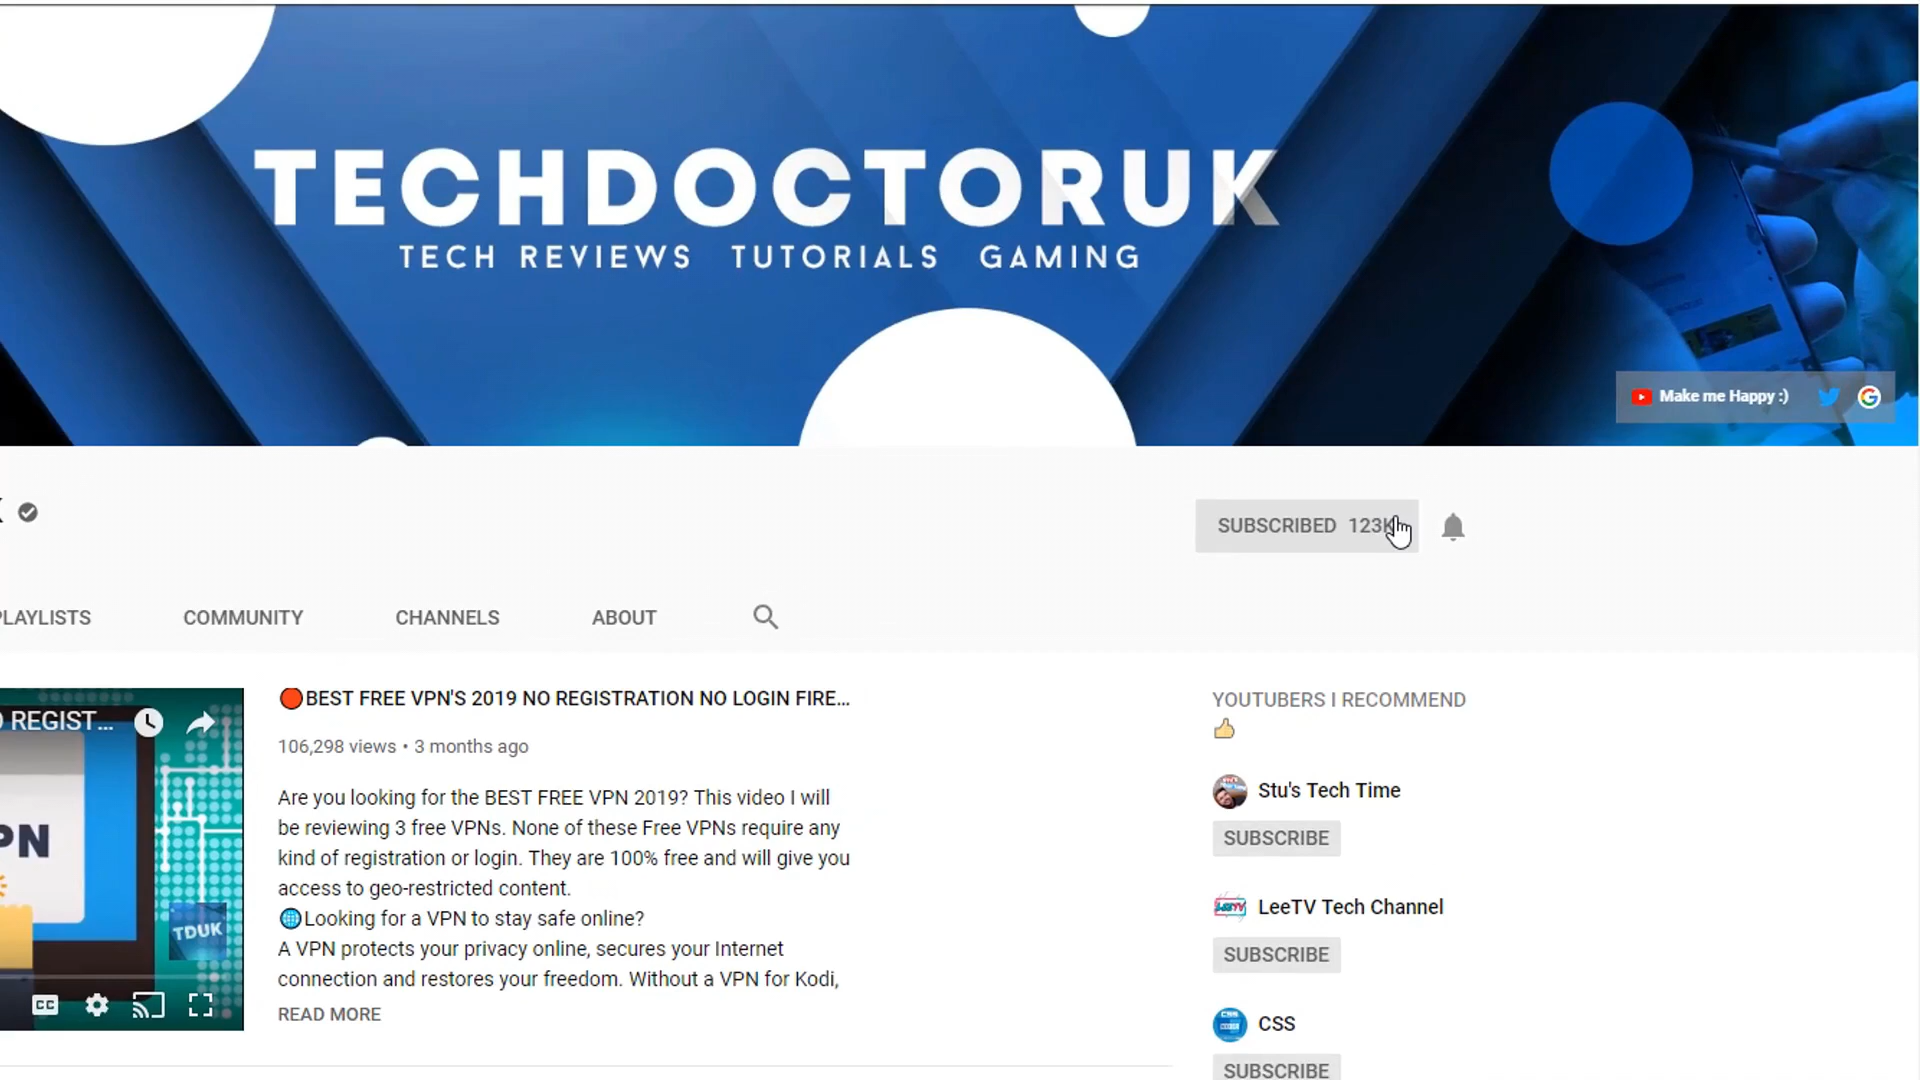 TECHDOCTORUK
TECH REVIEWS TUTORIALS GAMING
Make me Happy :)
SUBSCRIBED 123K
PLAYLISTS COMMUNITY CHANNELS ABOUT
REGIST...
PN
TDUK
CC
🔴BEST FREE VPN'S 2019 NO REGISTRATION NO LOGIN FIRE...
106,298 views • 3 months ago
Are you looking for the BEST FREE VPN 2019? This video I will
be reviewing 3 free VPNs. None of these Free VPNs require any
kind of registration or login. They are 100% free and will give you
access to geo-restricted content.
🌐Looking for a VPN to stay safe online?
A VPN protects your privacy online, secures your Internet
connection and restores your freedom. Without a VPN for Kodi,
READ MORE
YOUTUBERS I RECOMMEND
👍
Stu's Tech Time
SUBSCRIBE
LeeTV Tech Channel
SUBSCRIBE
CSS
SUBSCRIBE